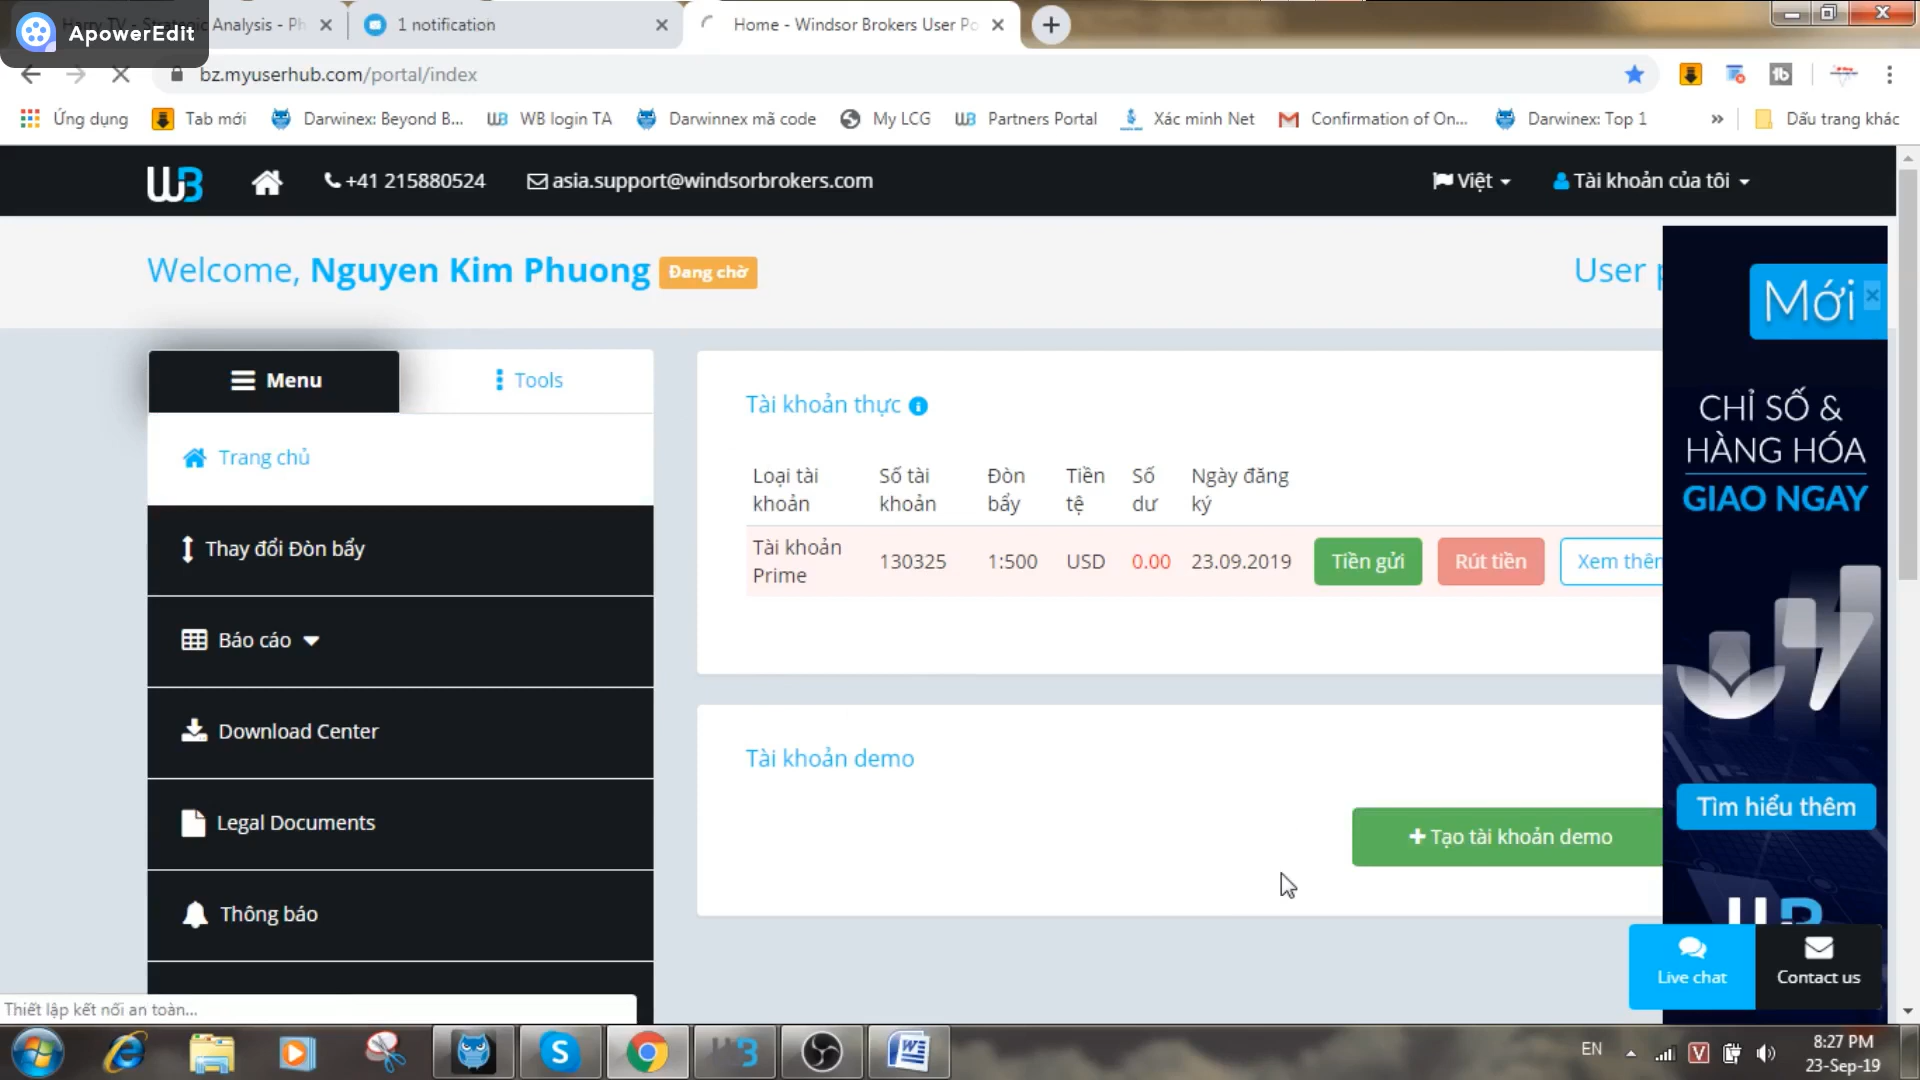 ApowerEdit
Harry TV - Strategic Analysis - Ph
1 notification
Home - Windsor Brokers User Po
bz.myuserhub.com/portal/index
Ứng dụng
Tab mới
Darwinex: Beyond B...
WB login TA
Darwinnex mã code
My LCG
Partners Portal
Xác minh Net
Confirmation of On...
Darwinex: Top 1
Dấu trang khác
WB
+41 215880524
asia.support@windsorbrokers.com
Việt
Tài khoản của tôi
Welcome, Nguyen Kim Phuong
Đang chờ
User p
Menu
Tools
Trang chủ
Thay đổi Đòn bẩy
Báo cáo
Download Center
Legal Documents
Thông báo
Tài khoản thực
Loại tài khoản
Số tài khoản
Đòn bẩy
Tiền tệ
Số dư
Ngày đăng ký
Tài khoản Prime
130325
1:500
USD
0.00
23.09.2019
Tiền gửi
Rút tiền
Xem thêm
Tài khoản demo
Tạo tài khoản demo
Mới
CHỈ SỐ &
HÀNG HÓA
GIAO NGAY
Tìm hiểu thêm
WB
Live chat
Contact us
Thiết lập kết nối an toàn...
EN
8:27 PM
23-Sep-19